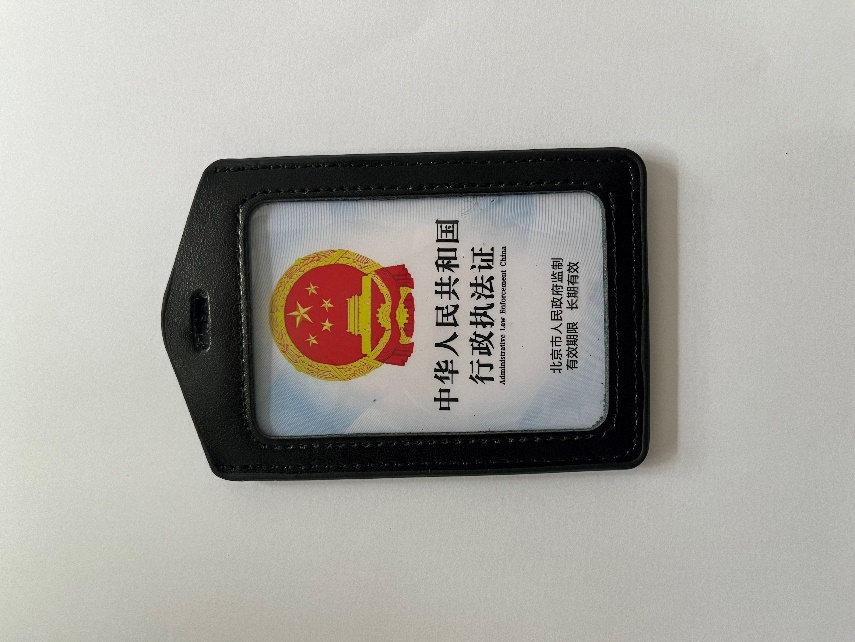 中华人民共和国
行政执法证
Administrative Law Enforcement China
北京市人民政府监制
有效期限 长期有效